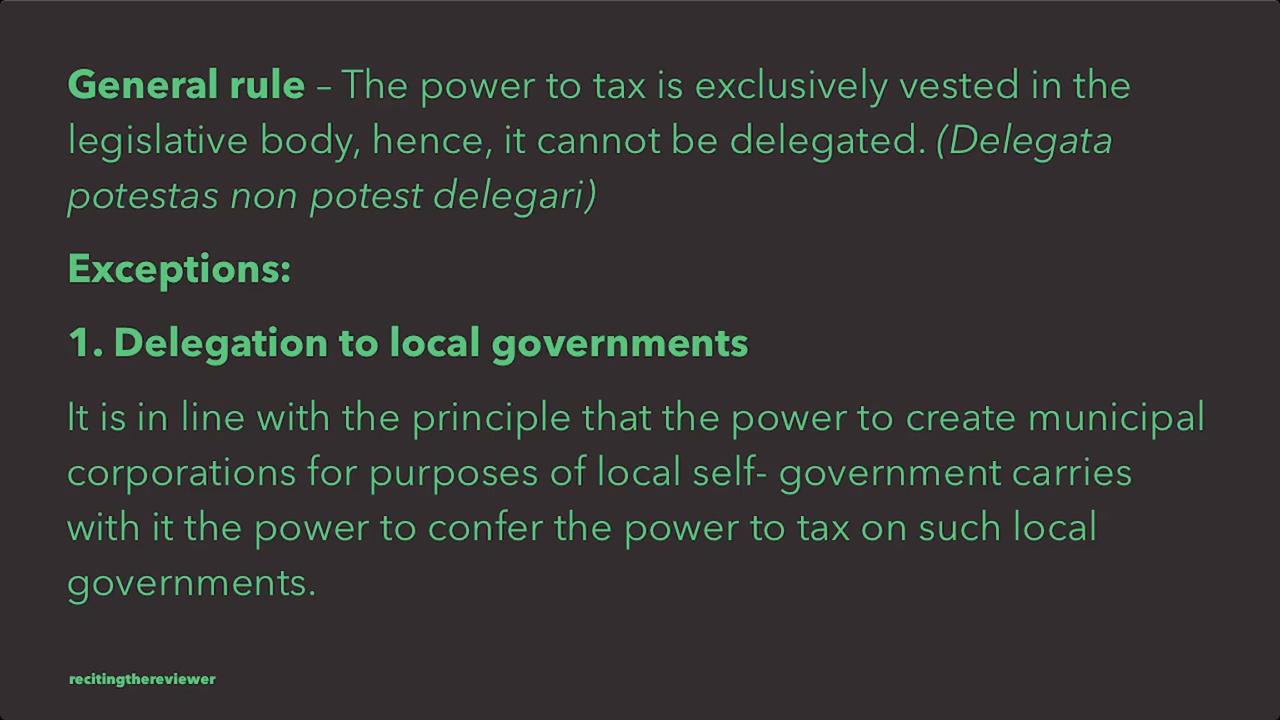 General rule – The power to tax is exclusively vested in the
legislative body, hence, it cannot be delegated. (Delegata
potestas non potest delegari)
Exceptions:
1. Delegation to local governments
It is in line with the principle that the power to create municipal
corporations for purposes of local self- government carries
with it the power to confer the power to tax on such local
governments.
recitingthereviewer